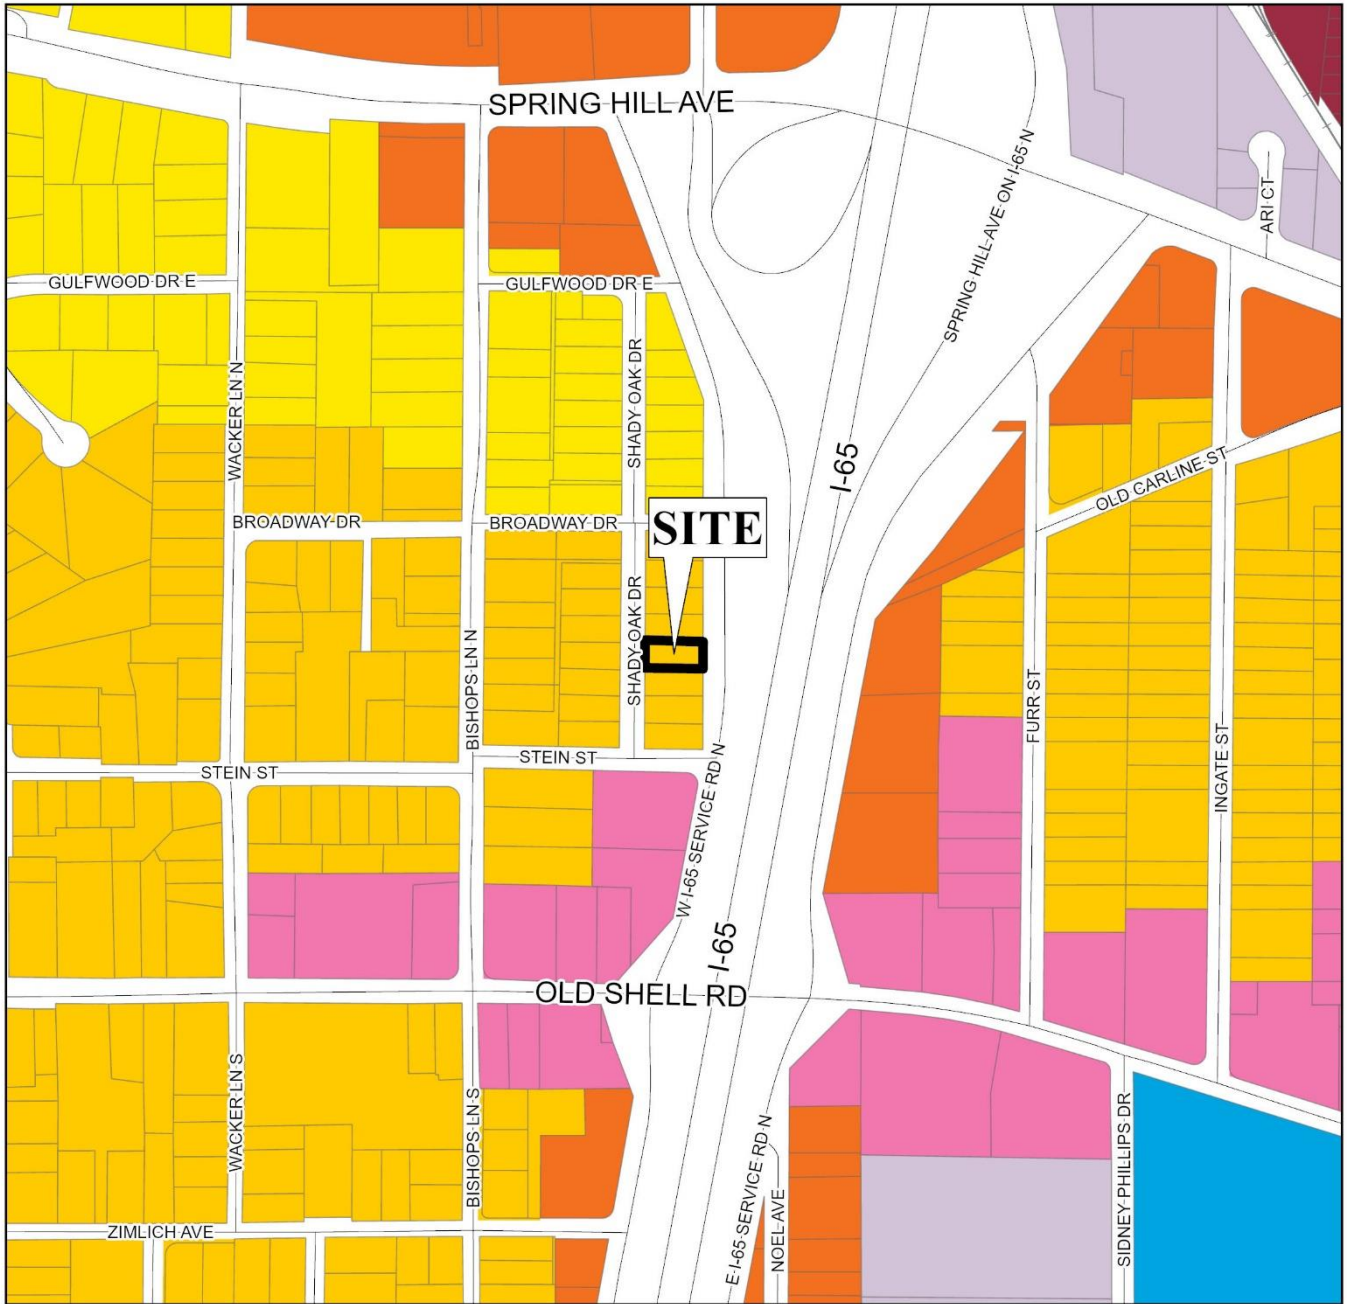 SPRING HILL AVE
SPRING HILL AVE ON I-65 N
ARI CT
GULFWOOD DR E
GULFWOOD DR E
WACKER LN N
SHADY OAK DR
I-65
OLD CARLINE ST
BROADWAY DR
BROADWAY DR
SITE
SHADY OAK DR
BISHOPS LN N
FURR ST
INGATE ST
STEIN ST
STEIN ST
W I-65 SERVICE RD N
I-65
OLD SHELL RD
WACKER LN S
BISHOPS LN S
E I-65 SERVICE RD N
NOEL AVE
SIDNEY PHILLIPS DR
ZIMLICH AVE